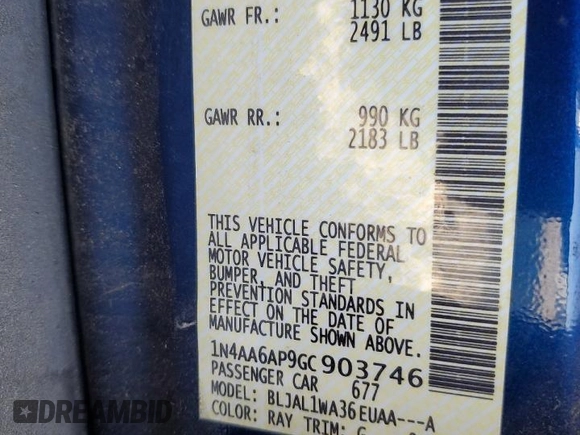 GAWR FR.: 1130 KG
2491 LB
GAWR RR.: 990 KG
2183 LB
THIS VEHICLE CONFORMS TO
ALL APPLICABLE FEDERAL
MOTOR VEHICLE SAFETY,
BUMPER, AND THEFT
PREVENTION STANDARDS IN
EFFECT ON THE DATE OF
MANUFACTURE SHOWN ABOVE.
1N4AA6AP9GC903746
PASSENGER CAR 677
MODEL: BLJAL1WA36EUAA---A
COLOR: RAY TRIM: G
DREAMBID